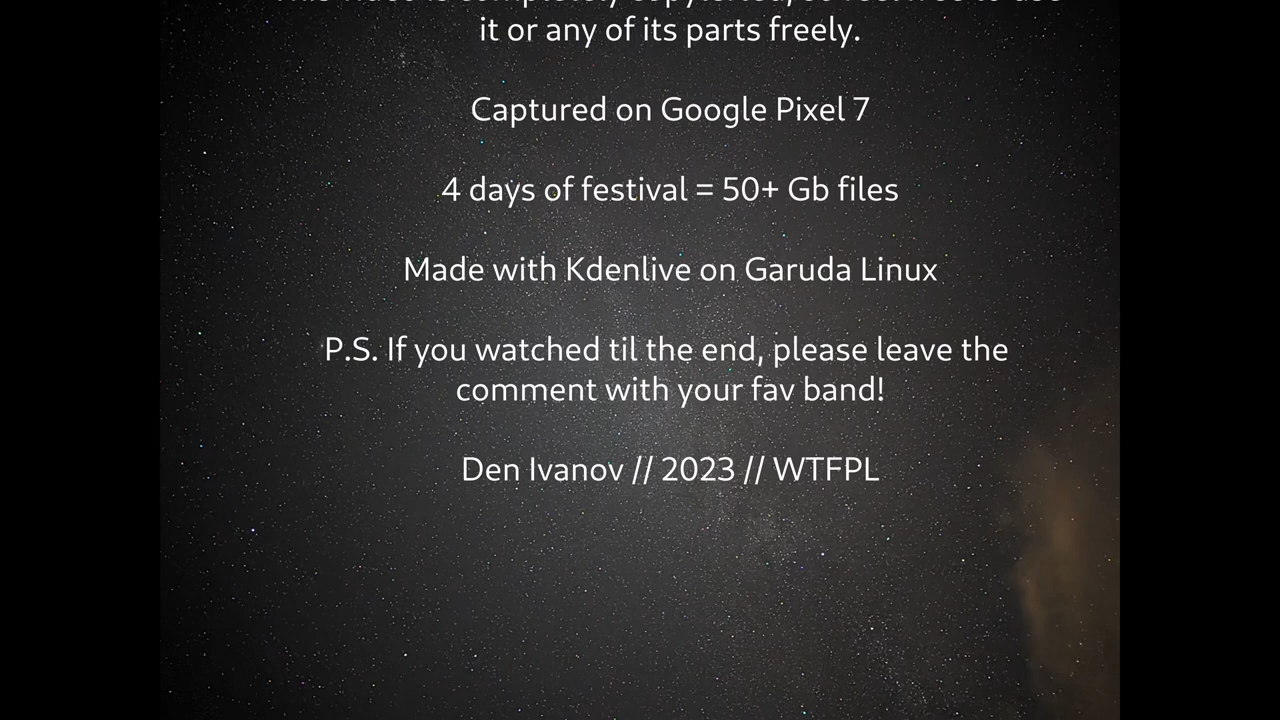 it or any of its parts freely.
Captured on Google Pixel 7
4 days of festival = 50+ Gb files
Made with Kdenlive on Garuda Linux
P.S. If you watched til the end, please leave the
comment with your fav band!
Den Ivanov // 2023 // WTFPL